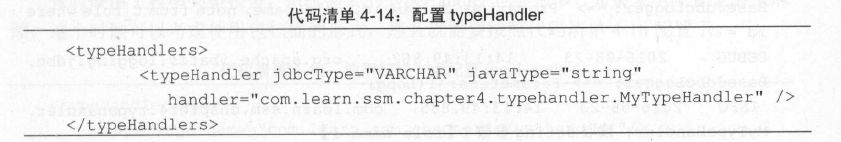 代码清单 4-14：配置 typeHandler
<typeHandlers>
<typeHandler jdbcType="VARCHAR" javaType="string"
handler="com.learn.ssm.chapter4.typehandler.MyTypeHandler" />
</typeHandlers>